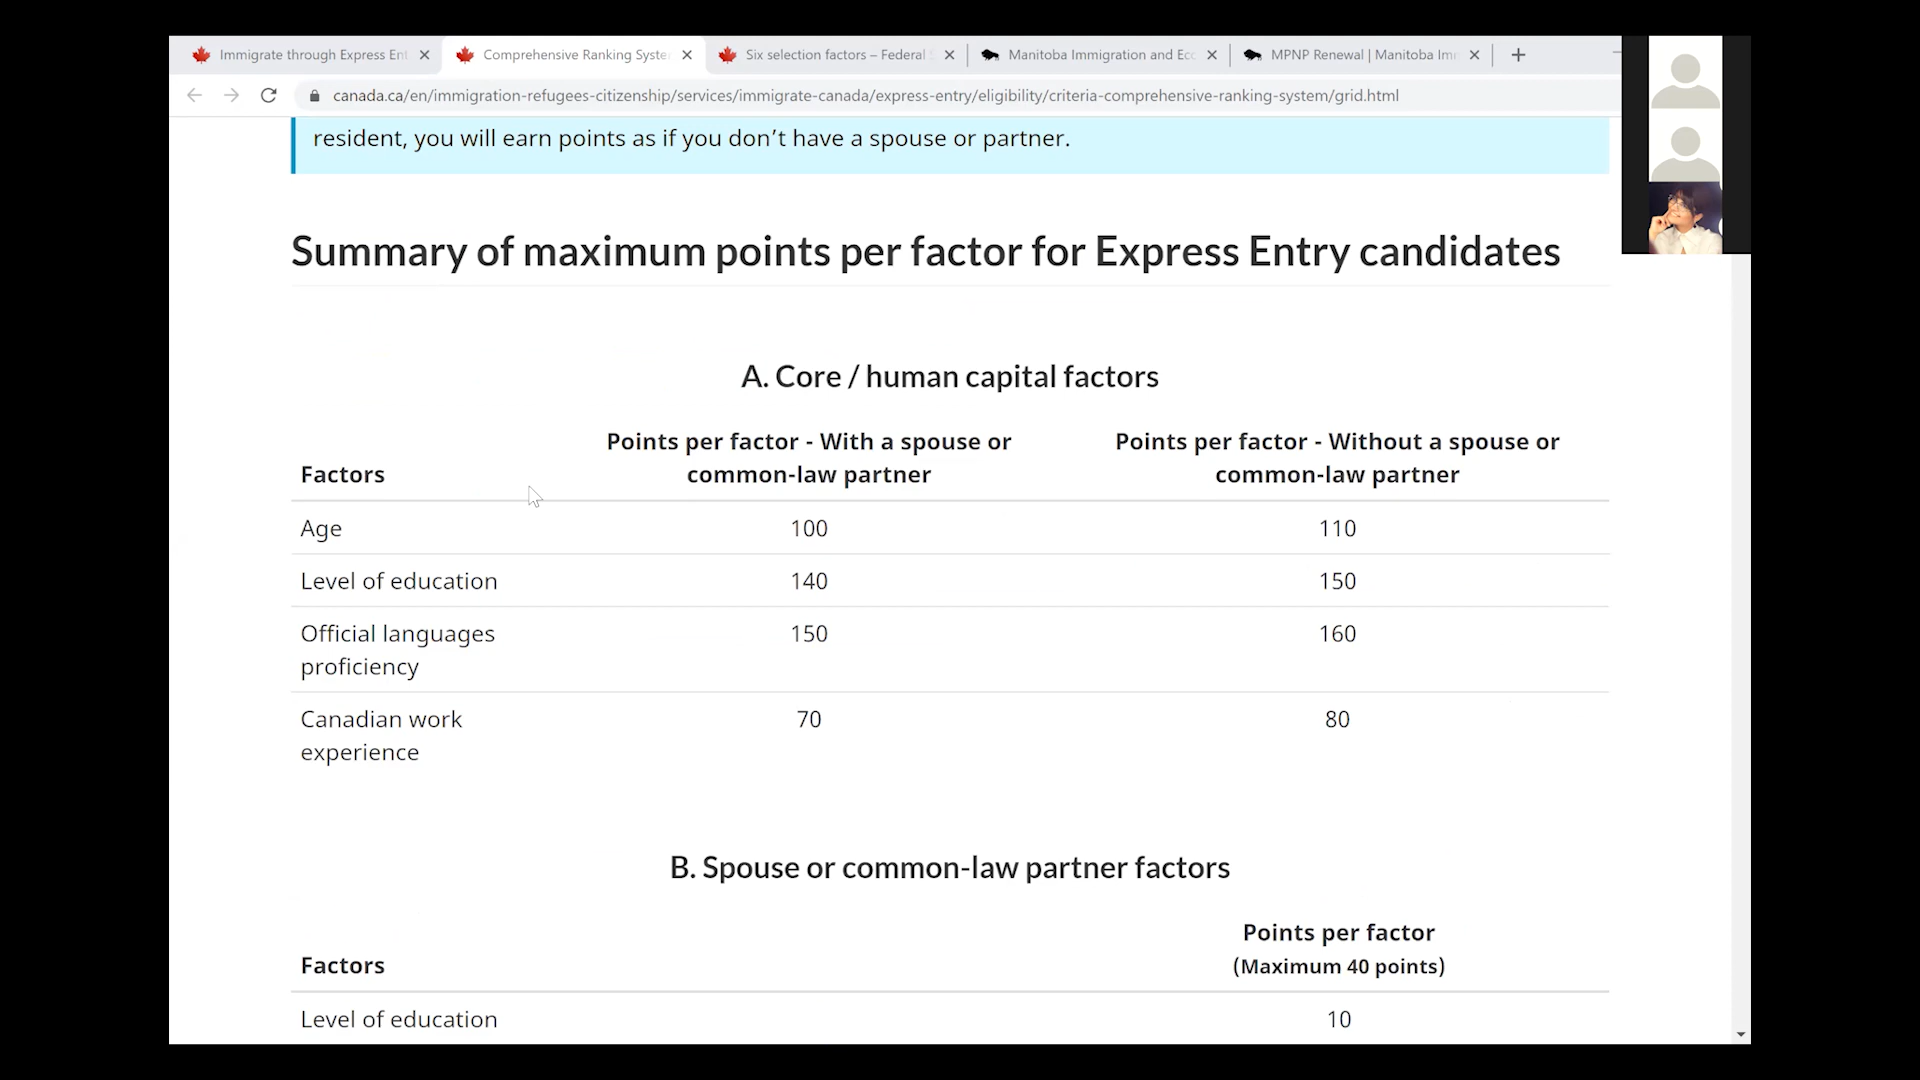 Immigrate through Express Ent
Comprehensive Ranking Syste
Six selection factors – Federal S
Manitoba Immigration and Ec
MPNP Renewal | Manitoba Im
canada.ca/en/immigration-refugees-citizenship/services/immigrate-canada/express-entry/eligibility/criteria-comprehensive-ranking-system/grid.html
resident, you will earn points as if you don’t have a spouse or partner.
Summary of maximum points per factor for Express Entry candidates
A. Core / human capital factors
Factors
Points per factor - With a spouse or
common-law partner
Points per factor - Without a spouse or
common-law partner
Age 100 110
Level of education 140 150
Official languages
proficiency
150 160
Canadian work
experience
70 80
B. Spouse or common-law partner factors
Factors
Points per factor
(Maximum 40 points)
Level of education 10